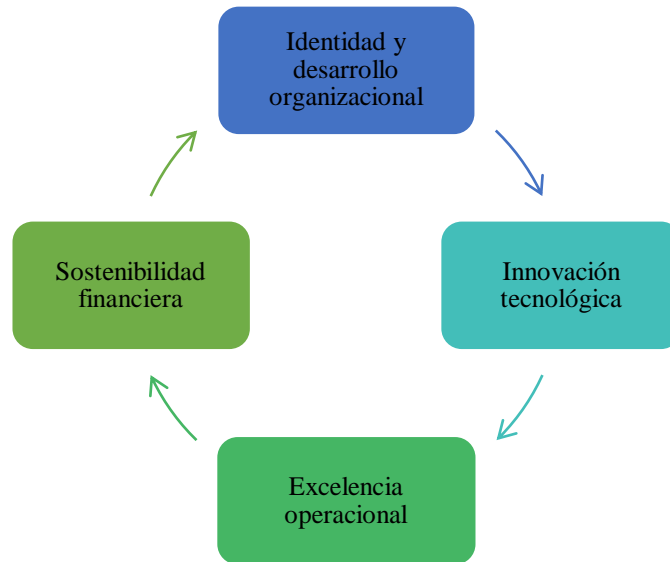 Identidad y
desarrollo
organizacional
Sostenibilidad
financiera
Innovación
tecnológica
Excelencia
operacional